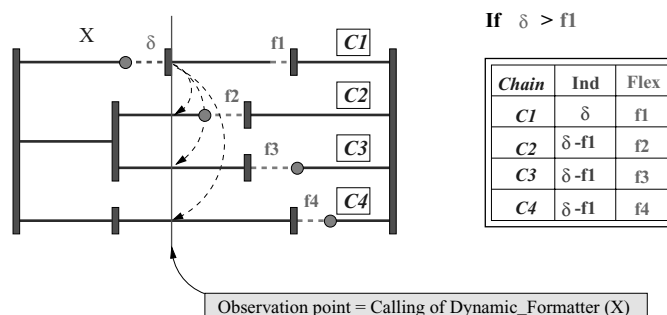 If δ > f1
X δ f1 C1
f2 C2
f3 C3
f4 C4
Chain Ind Flex
C1 δ f1
C2 δ -f1 f2
C3 δ -f1 f3
C4 δ -f1 f4
Observation point = Calling of Dynamic_Formatter (X)